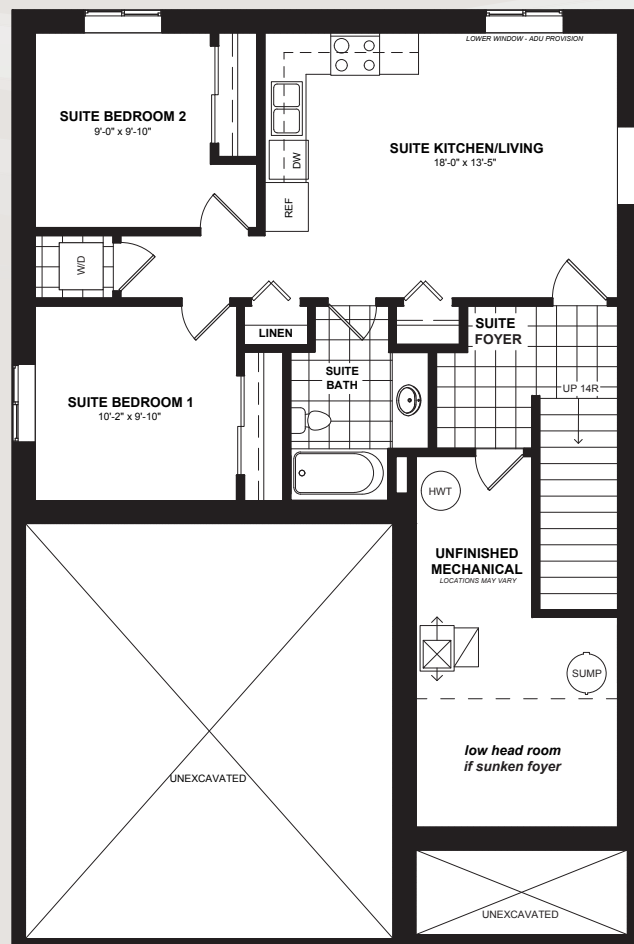 LOWER WINDOW - ADU PROVISION
SUITE BEDROOM 2
9'-0" x 9'-10"
SUITE KITCHEN/LIVING
18'-0" x 13'-5"
DW
REF
W/D
LINEN
SUITE
FOYER
SUITE
BATH
UP 14R
SUITE BEDROOM 1
10'-2" x 9'-10"
HWT
UNFINISHED
MECHANICAL
LOCATIONS MAY VARY
SUMP
low head room
if sunken foyer
UNEXCAVATED
UNEXCAVATED